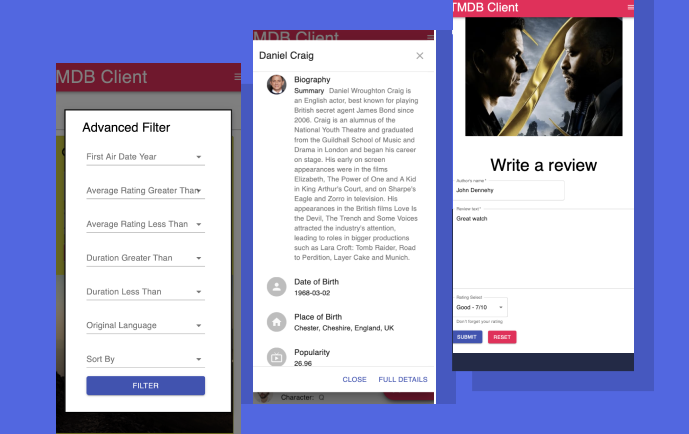 MDB Client
Advanced Filter
First Air Date Year
Average Rating Greater Than
Average Rating Less Than
Duration Greater Than
Duration Less Than
Original Language
Sort By
FILTER
MDB Client
Daniel Craig
Biography
Summary Daniel Wroughton Craig is
an English actor, best known for playing
British secret agent James Bond since
2006. Craig is an alumnus of the
National Youth Theatre and graduated
from the Guildhall School of Music and
Drama in London and began his career
on stage. His early on screen
appearances were in the films
Elizabeth, The Power of One and A Kid
in King Arthur's Court, and on Sharpe's
Eagle and Zorro in television. His
appearances in the British films Love Is
the Devil, The Trench and Some Voices
attracted the industry's attention,
leading to roles in bigger productions
such as Lara Croft: Tomb Raider, Road
to Perdition, Layer Cake and Munich.
Date of Birth
1968-03-02
Place of Birth
Chester, Cheshire, England, UK
Popularity
26.96
CLOSE FULL DETAILS
Character: Q
TMDB Client
Write a review
Author's name *
John Dennehy
Review text *
Great watch
Rating Select
Good - 7/10
Don't forget your rating
SUBMIT RESET